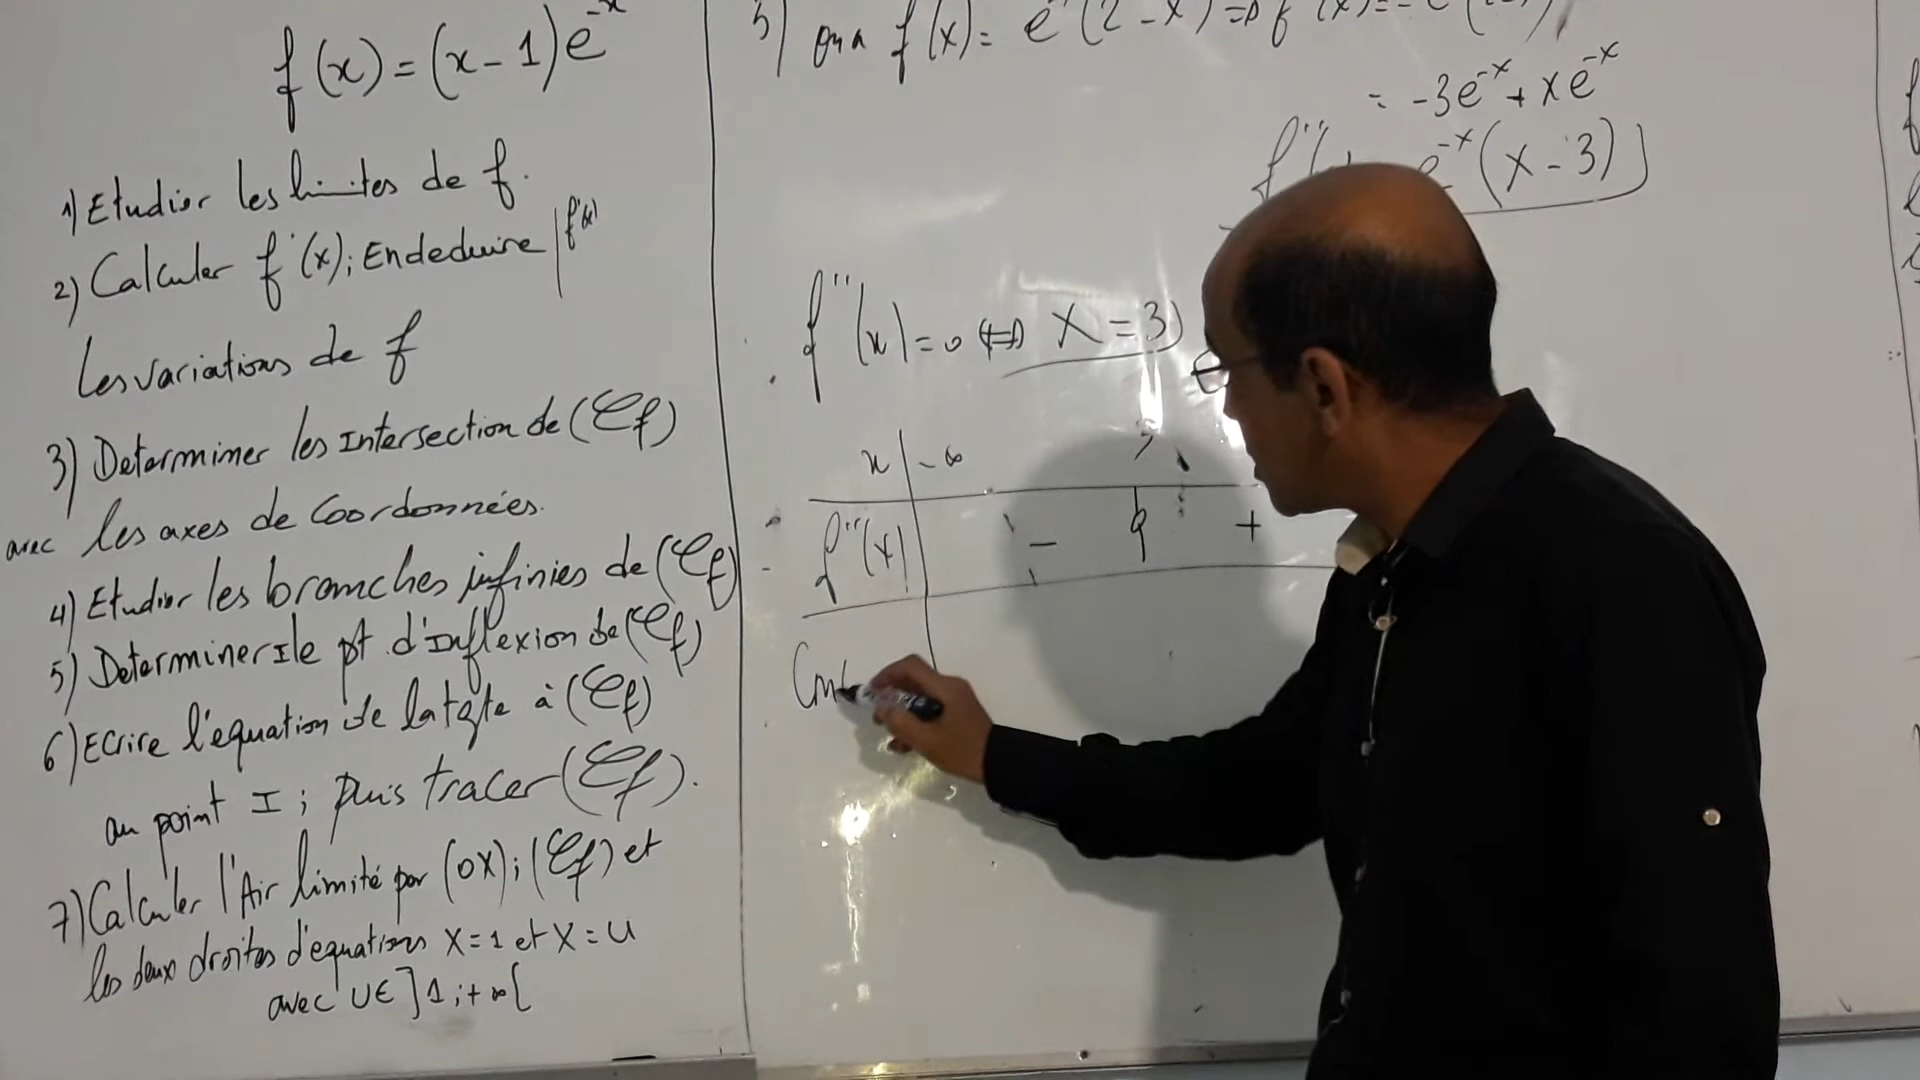 f(x) = (x-1)e^-x
1) Etudier les limites de f.
2) Calculer f'(x); En deduire | f'(x)
les variations de f
3) Determiner les Intersection de (Cf)
avec les axes de Coordonnées.
4) Etudier les branches infinies de (Cf)
5) Determiner I le pt d'Inflexion de (Cf)
6) Ecrire l'équation de la tgte à (Cf)
au point I ; puis tracer (Cf).
7) Calculer l'Air limité par (OX); (Cf) et
les deux droites d'equations X=1 et X=U
avec U∈]1;+∞[
5) on a f'(x) = e^-x(2-x) ⇒ f''(x) = -e
= -3e^-x + xe^-x
f''( e^-x(x-3)
f''(x) = 0 ⇔ X = 3
x | -∞ 3
f''(x) | - 0 +